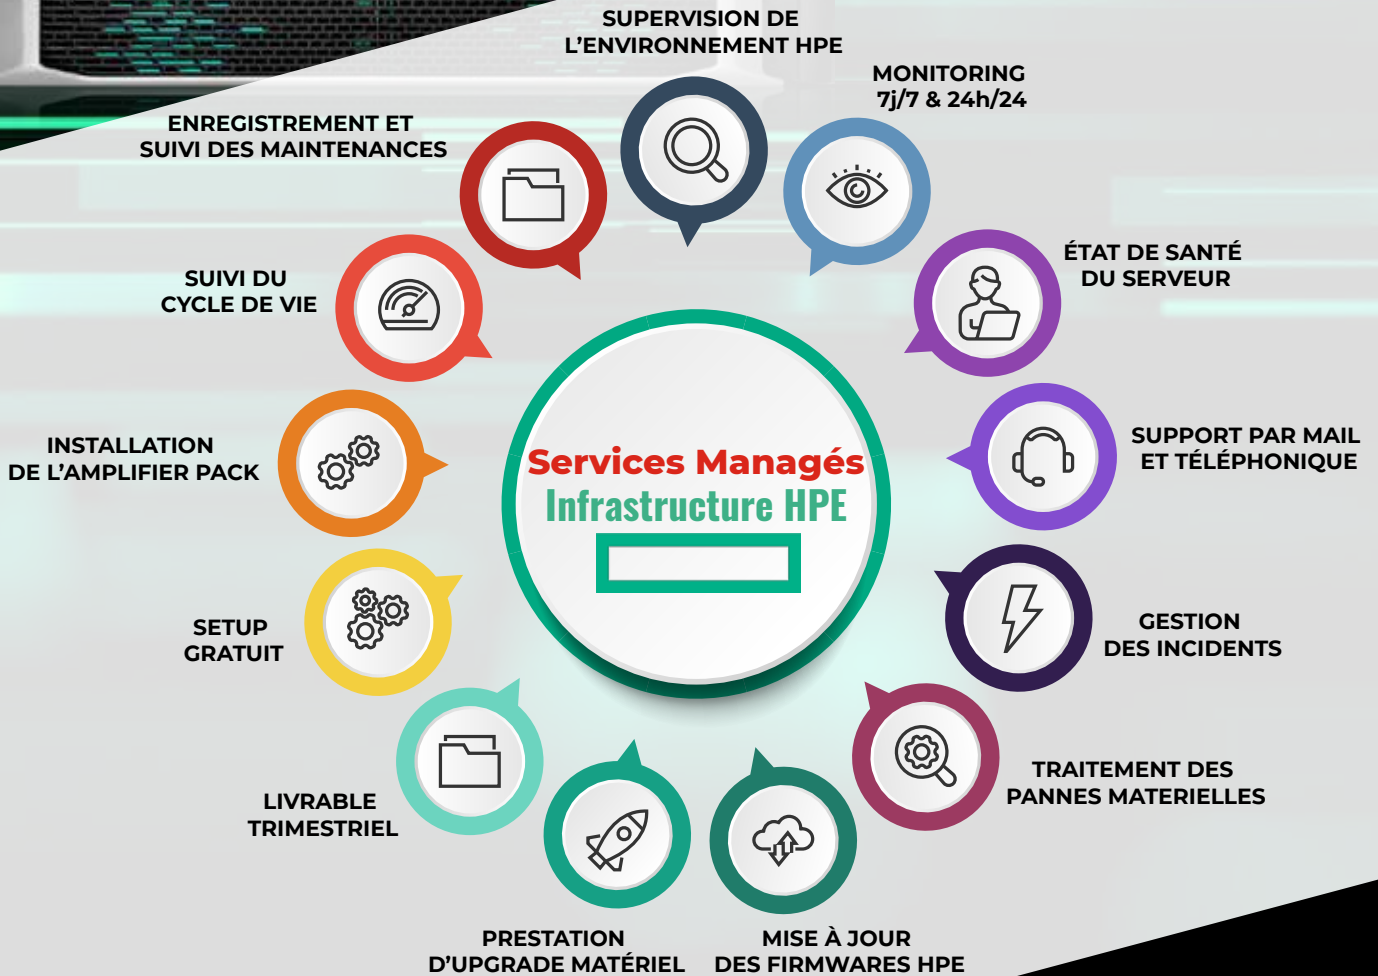 SUPERVISION DE
L'ENVIRONNEMENT HPE
MONITORING
7j/7 & 24h/24
ENREGISTREMENT ET
SUIVI DES MAINTENANCES
ÉTAT DE SANTÉ
DU SERVEUR
SUIVI DU
CYCLE DE VIE
SUPPORT PAR MAIL
ET TÉLÉPHONIQUE
INSTALLATION
DE L'AMPLIFIER PACK
Services Managés
Infrastructure HPE
GESTION
DES INCIDENTS
SETUP
GRATUIT
TRAITEMENT DES
PANNES MATERIELLES
LIVRABLE
TRIMESTRIEL
PRESTATION
D'UPGRADE MATÉRIEL
MISE À JOUR
DES FIRMWARES HPE